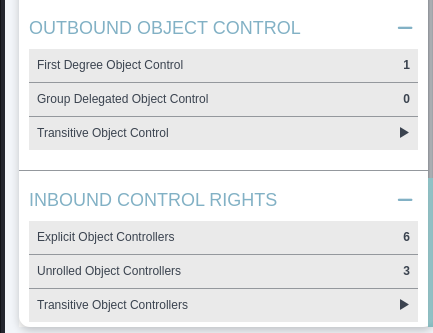 OUTBOUND OBJECT CONTROL
First Degree Object Control 1
Group Delegated Object Control 0
Transitive Object Control
INBOUND CONTROL RIGHTS
Explicit Object Controllers 6
Unrolled Object Controllers 3
Transitive Object Controllers